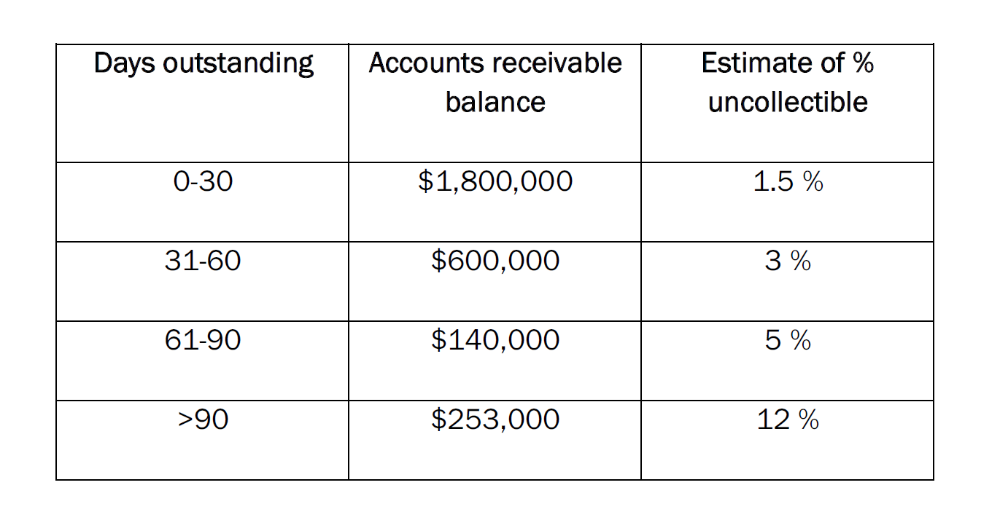 Days outstanding
Accounts receivable
balance
Estimate of %
uncollectible
0-30
$1,800,000
1.5 %
31-60
$600,000
3 %
61-90
$140,000
5 %
>90
$253,000
12 %